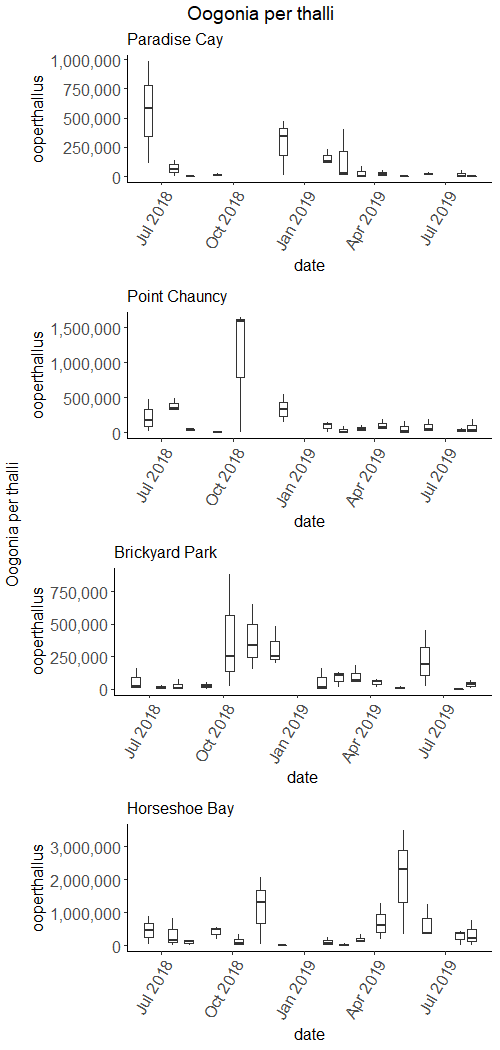 Oogonia per thalli
Paradise Cay
ooperthallus
1,000,000
750,000
500,000
250,000
0
Jul 2018
Oct 2018
Jan 2019
Apr 2019
Jul 2019
date
Point Chauncy
ooperthallus
1,500,000
1,000,000
500,000
0
Jul 2018
Oct 2018
Jan 2019
Apr 2019
Jul 2019
date
Oogonia per thalli
Brickyard Park
ooperthallus
750,000
500,000
250,000
0
Jul 2018
Oct 2018
Jan 2019
Apr 2019
Jul 2019
date
Horseshoe Bay
ooperthallus
3,000,000
2,000,000
1,000,000
0
Jul 2018
Oct 2018
Jan 2019
Apr 2019
Jul 2019
date